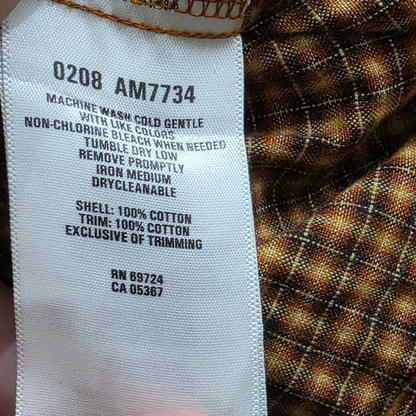 0208 AM7734
MACHINE WASH COLD GENTLE
WITH LIKE COLORS
NON-CHLORINE BLEACH WHEN NEEDED
TUMBLE DRY LOW
REMOVE PROMPTLY
IRON MEDIUM
DRYCLEANABLE
SHELL: 100% COTTON
TRIM: 100% COTTON
EXCLUSIVE OF TRIMMING
RN 69724
CA 05367